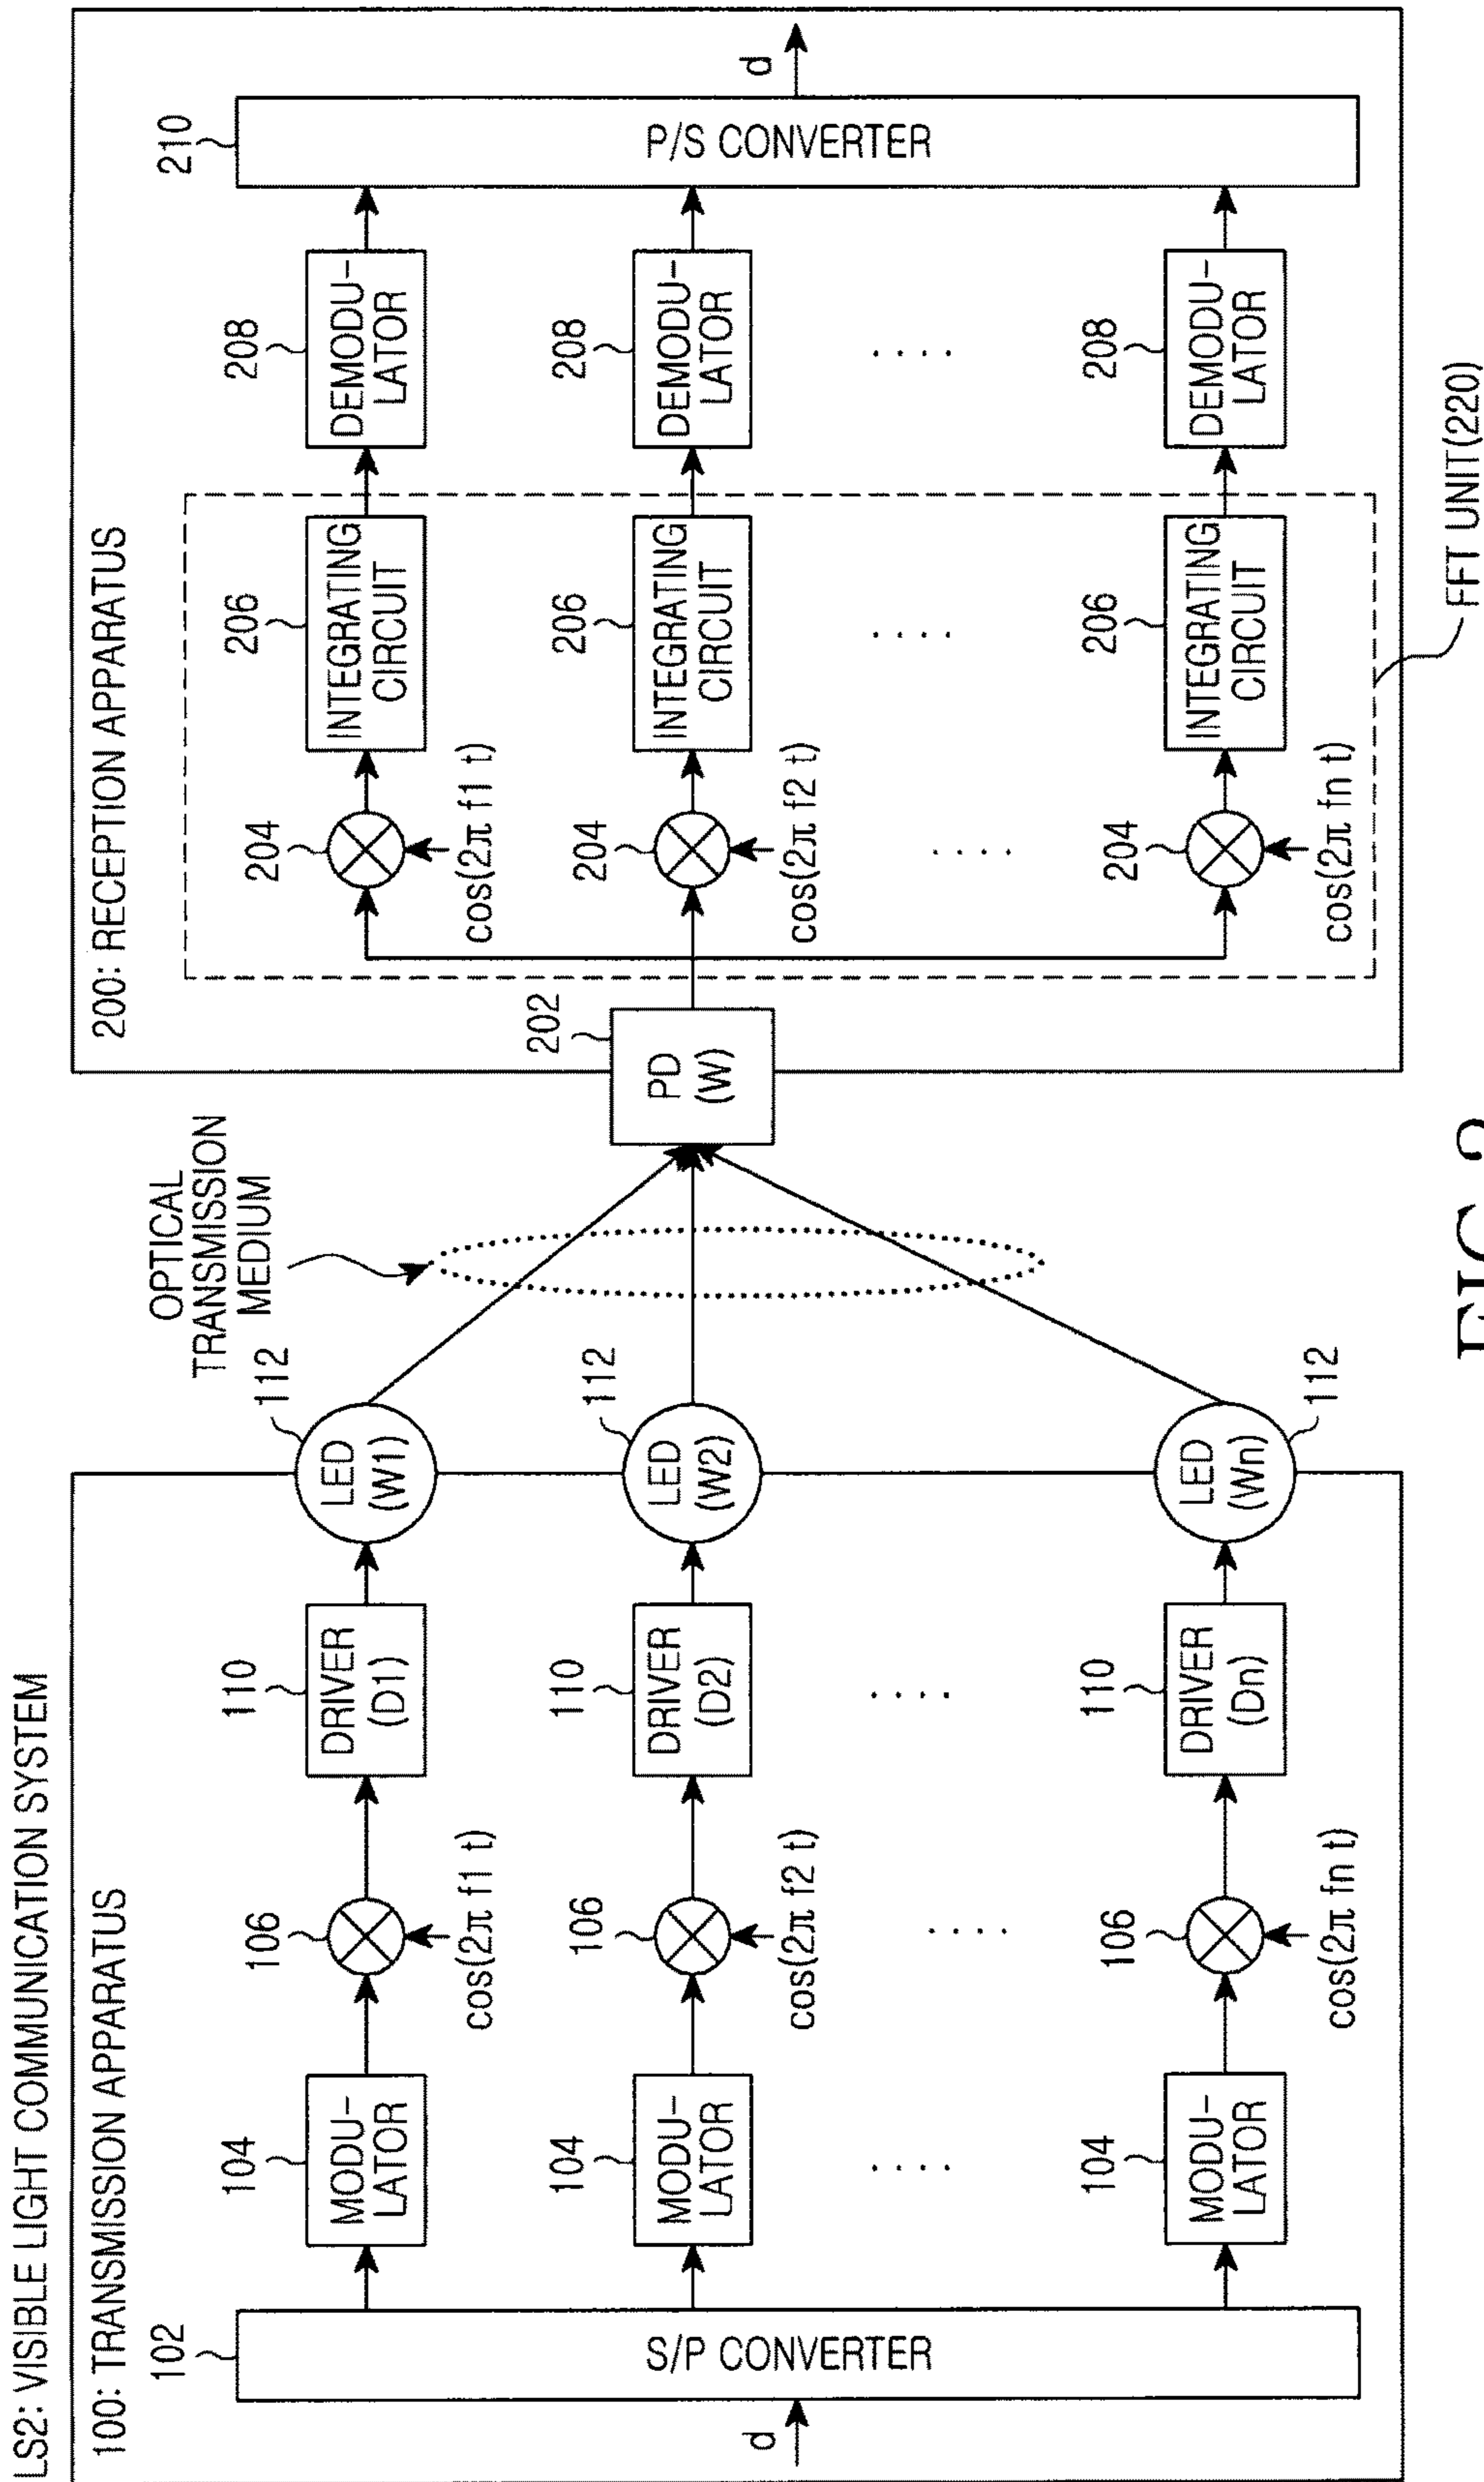 LS2: VISIBLE LIGHT COMMUNICATION SYSTEM
100: TRANSMISSION APPARATUS
102
d
S/P CONVERTER
104
MODU-
LATOR
106
cos(2π f1 t)
110
DRIVER
(D1)
112
LED
(W1)
104
MODU-
LATOR
106
cos(2π f2 t)
110
DRIVER
(D2)
112
LED
(W2)
. . . .
. . . .
. . . .
104
MODU-
LATOR
106
cos(2π fn t)
110
DRIVER
(Dn)
112
LED
(Wn)
OPTICAL
TRANSMISSION
MEDIUM
200: RECEPTION APPARATUS
202
PD
(W)
204
cos(2π f1 t)
206
INTEGRATING
CIRCUIT
208
DEMODU-
LATOR
204
cos(2π f2 t)
206
INTEGRATING
CIRCUIT
208
DEMODU-
LATOR
. . . .
. . . .
. . . .
204
cos(2π fn t)
206
INTEGRATING
CIRCUIT
208
DEMODU-
LATOR
210
P/S CONVERTER
d
FFT UNIT(220)